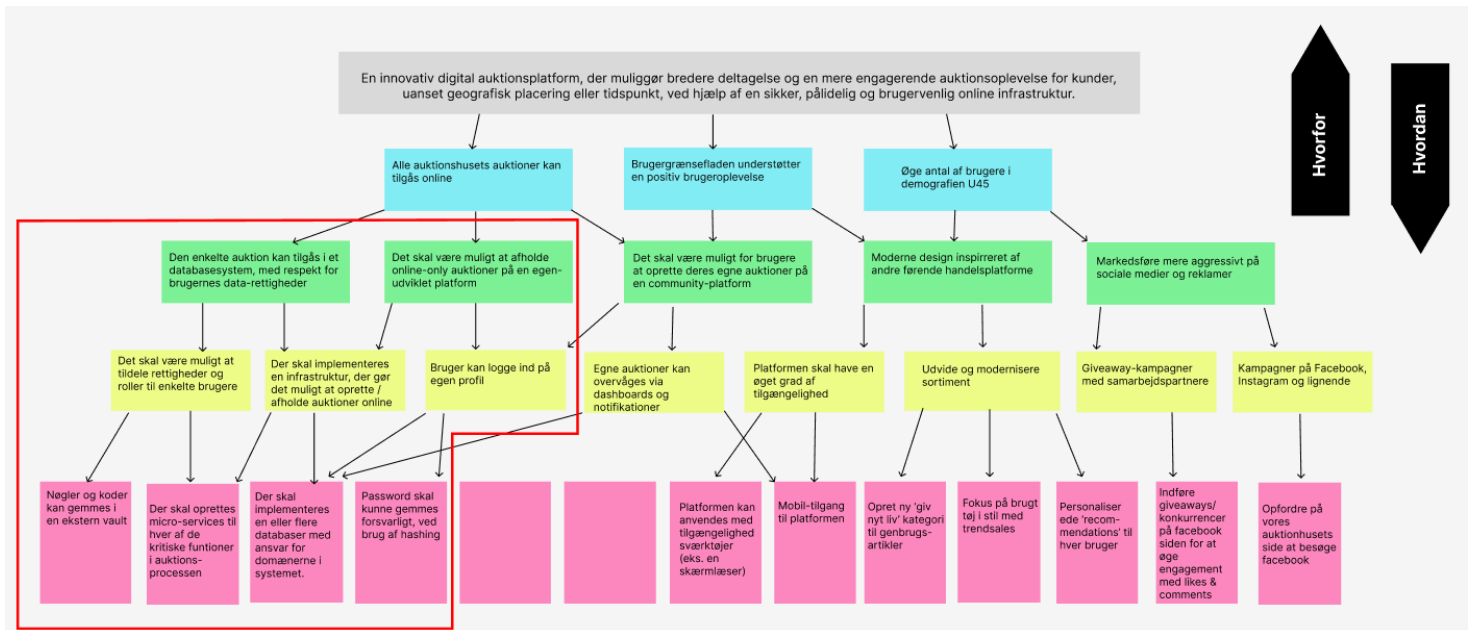 En innovativ digital auktionsplatform, der muliggør bredere deltagelse og en mere engagerende auktionsoplevelse for kunder,
uanset geografisk placering eller tidspunkt, ved hjælp af en sikker, pålidelig og brugervenlig online infrastruktur.
Hvorfor
Hvordan
Alle auktionshusets auktioner kan
tilgås online
Brugergrænsefladen understøtter
en positiv brugeroplevelse
Øge antal af brugere i
demografien U45
Den enkelte auktion kan tilgås i et
databasesystem, med respekt for
brugernes data-rettigheder
Det skal være muligt at afholde
online-only auktioner på en egen-
udviklet platform
Det skal være muligt for brugere
at oprette deres egne auktioner på
en community-platform
Moderne design inspirreret af
andre førende handelsplatforme
Markedsføre mere aggressivt på
sociale medier og reklamer
Det skal være muligt at
tildele rettigheder og
roller til enkelte brugere
Der skal implementeres
en infrastruktur, der gør
det muligt at oprette /
afholde auktioner online
Bruger kan logge ind på
egen profil
Egne auktioner kan
overvåges via
dashboards og
notifikationer
Platformen skal have en
øget grad af
tilgængelighed
Udvide og modernisere
sortiment
Giveaway-kampagner
med samarbejdspartnere
Kampagner på Facebook,
Instagram og lignende
Nøgler og koder
kan gemmes i
en ekstern vault
Der skal oprettes
micro-services til
hver af de
kritiske funtioner
i auktions-
processen
Der skal
implementeres
en eller flere
databaser med
ansvar for
domænerne i
systemet.
Password skal
kunne gemmes
forsvarligt, ved
brug af hashing
Platformen kan
anvendes med
tilgængelighed
sværktøjer
(eks. en
skærmlæser)
Mobil-tilgang
til platformen
Opret ny 'giv
nyt liv' kategori
til genbrugs-
artikler
Fokus på brugt
tøj i stil med
trendsales
Personaliser
ede 'recom-
mendations' til
hver bruger
Indføre
giveaways/
konkurrencer
på facebook
siden for at
øge
engagement
med likes &
comments
Opfordre på
vores
auktionhusets
side at besøge
facebook